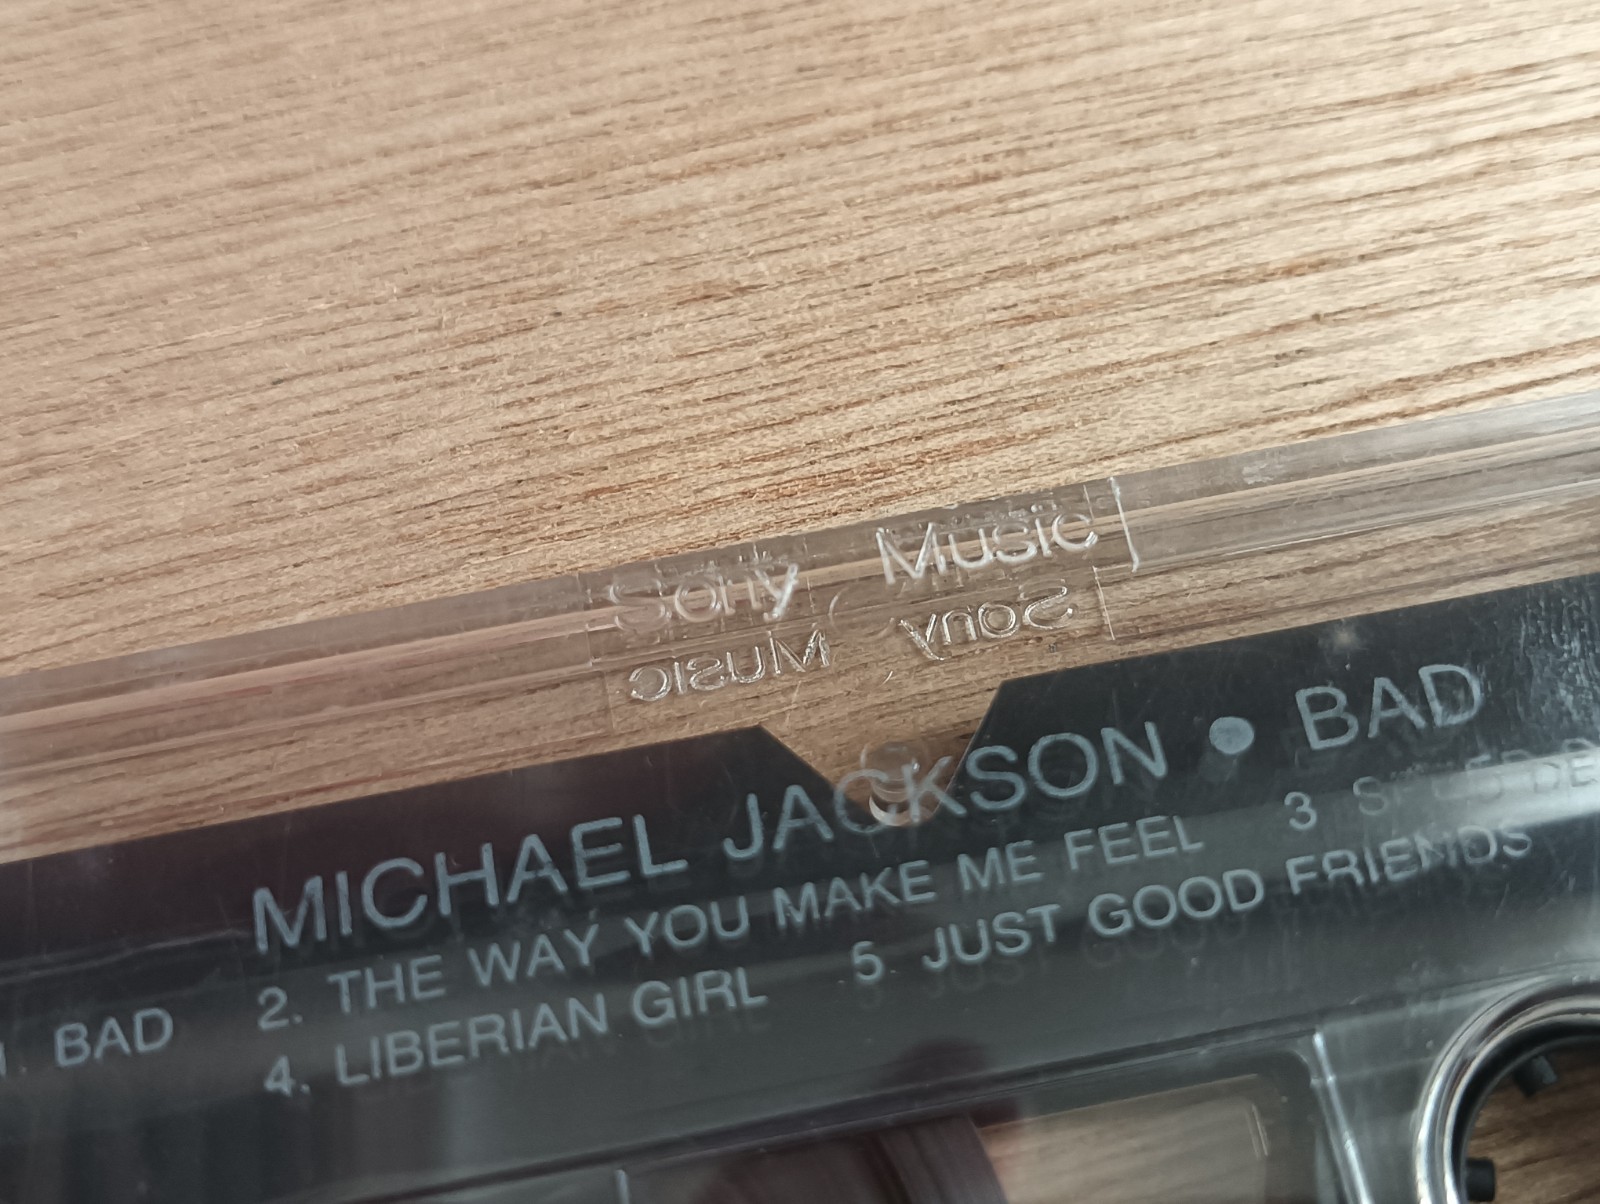 Sony Music
Sony Music
MICHAEL JACKSON • BAD
1. BAD 2. THE WAY YOU MAKE ME FEEL 3
4. LIBERIAN GIRL 5. JUST GOOD FRIENDS